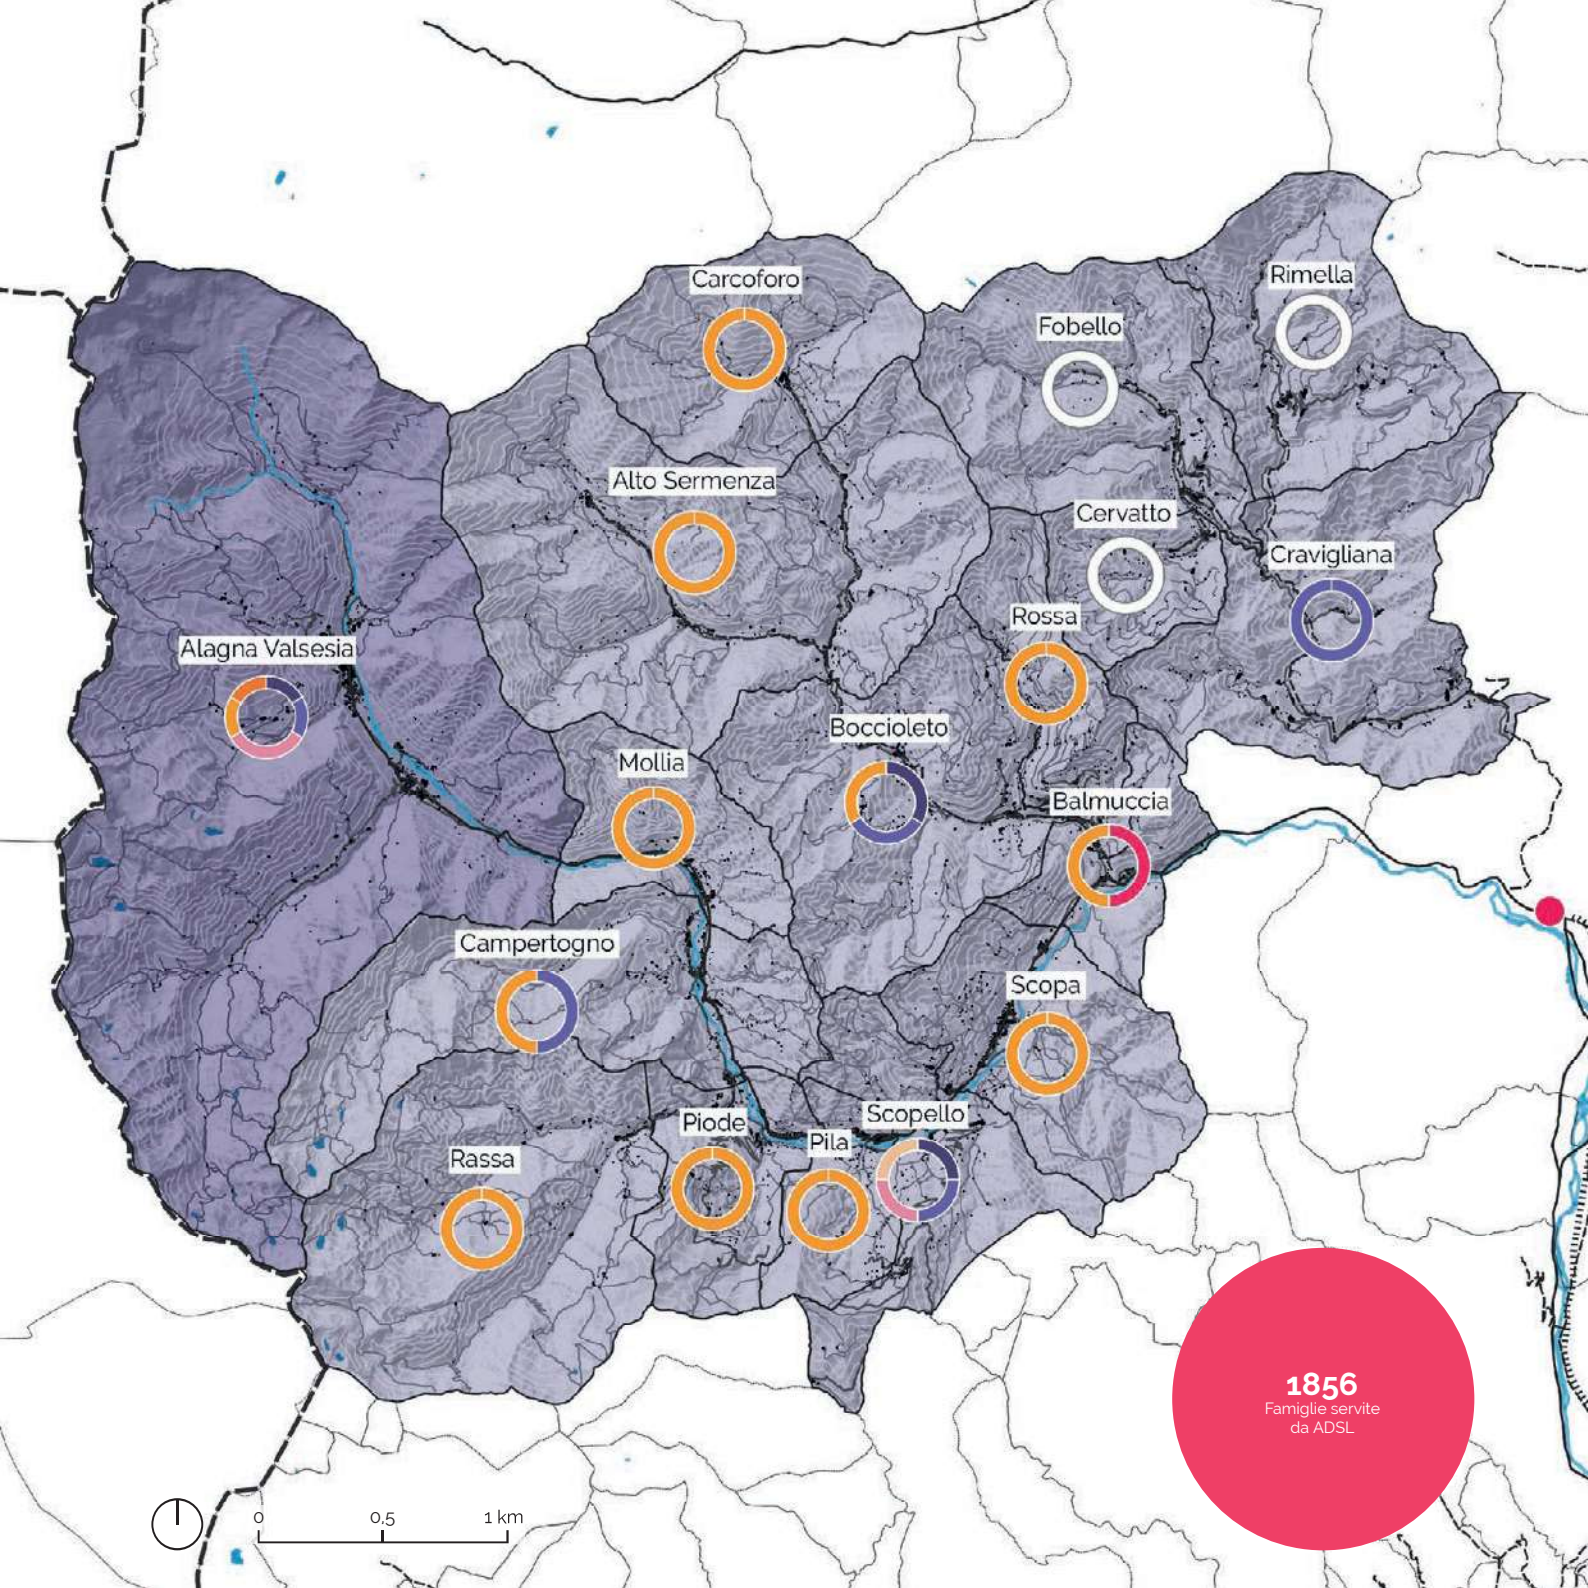 Carcoforo
Rimella
Fobello
Alto Sermenza
Cervatto
Cravigliana
Rossa
Alagna Valsesia
Boccioleto
Mollia
Balmuccia
Campertogno
Scopa
Scopello
Piode
Pila
Rassa
1856
Famiglie servite
da ADSL
0
0,5
1 km